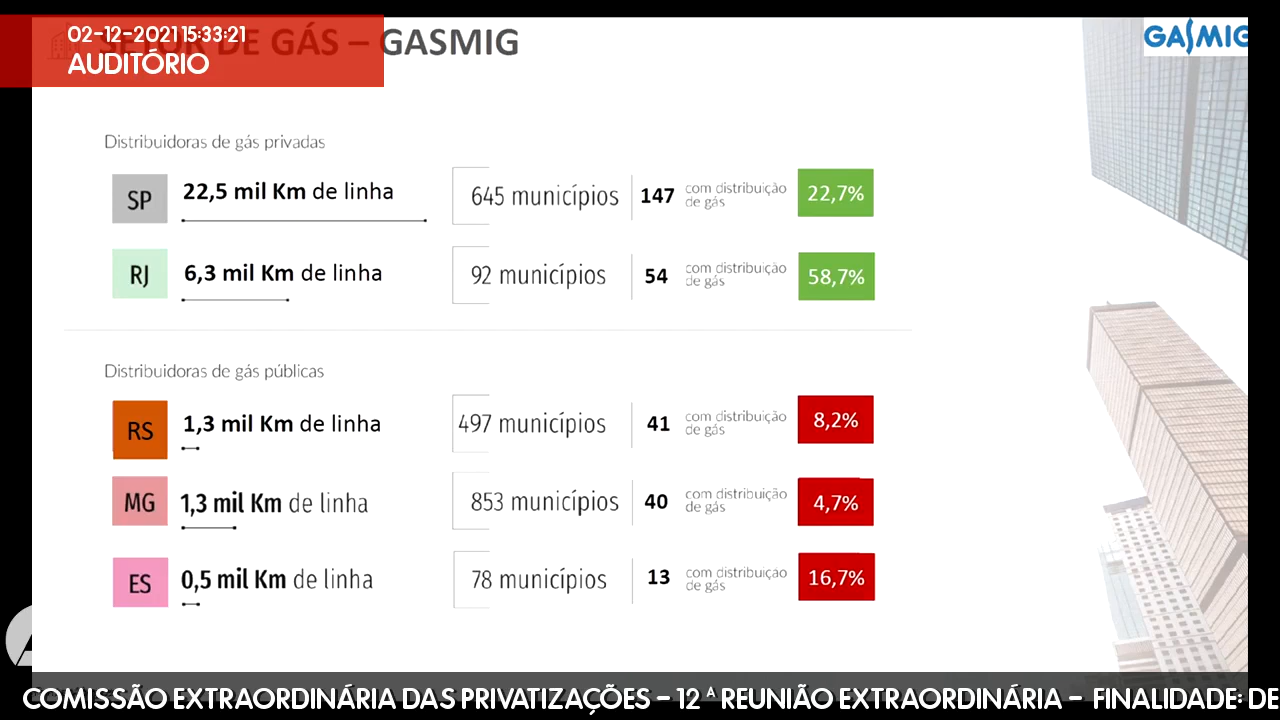 02-12-2021 15:33:21
AUDITÓRIO
SETOR DE GÁS – GASMIG
GASMIG
Distribuidoras de gás privadas
SP 22,5 mil Km de linha 645 municípios 147 com distribuição de gás 22,7%
RJ 6,3 mil Km de linha 92 municípios 54 com distribuição de gás 58,7%
Distribuidoras de gás públicas
RS 1,3 mil Km de linha 497 municípios 41 com distribuição de gás 8,2%
MG 1,3 mil Km de linha 853 municípios 40 com distribuição de gás 4,7%
ES 0,5 mil Km de linha 78 municípios 13 com distribuição de gás 16,7%
COMISSÃO EXTRAORDINÁRIA DAS PRIVATIZAÇÕES - 12 ª REUNIÃO EXTRAORDINÁRIA - FINALIDADE: DE